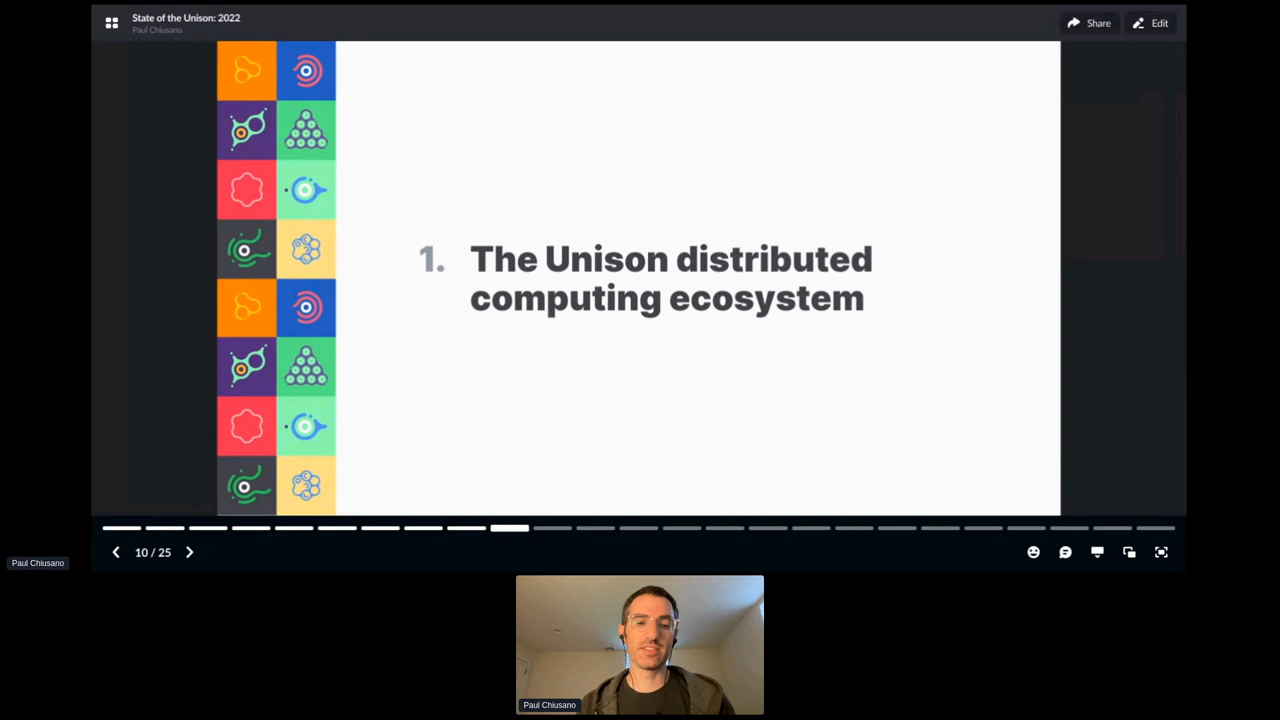 State of the Unison: 2022
Paul Chiusano
Share
Edit
1. The Unison distributed
computing ecosystem
10 / 25
Paul Chiusano
Paul Chiusano